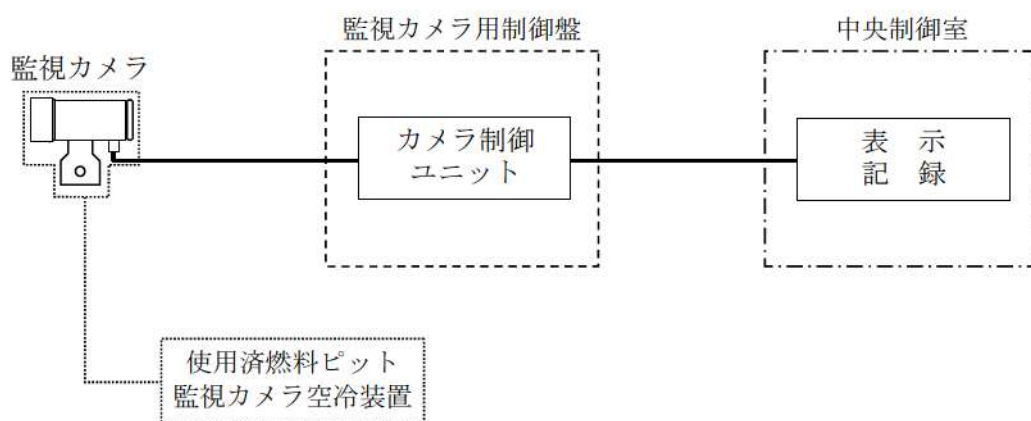 監視カメラ用制御盤
中央制御室
監視カメラ
カメラ制御
ユニット
表　示
記　録
使用済燃料ピット
監視カメラ空冷装置